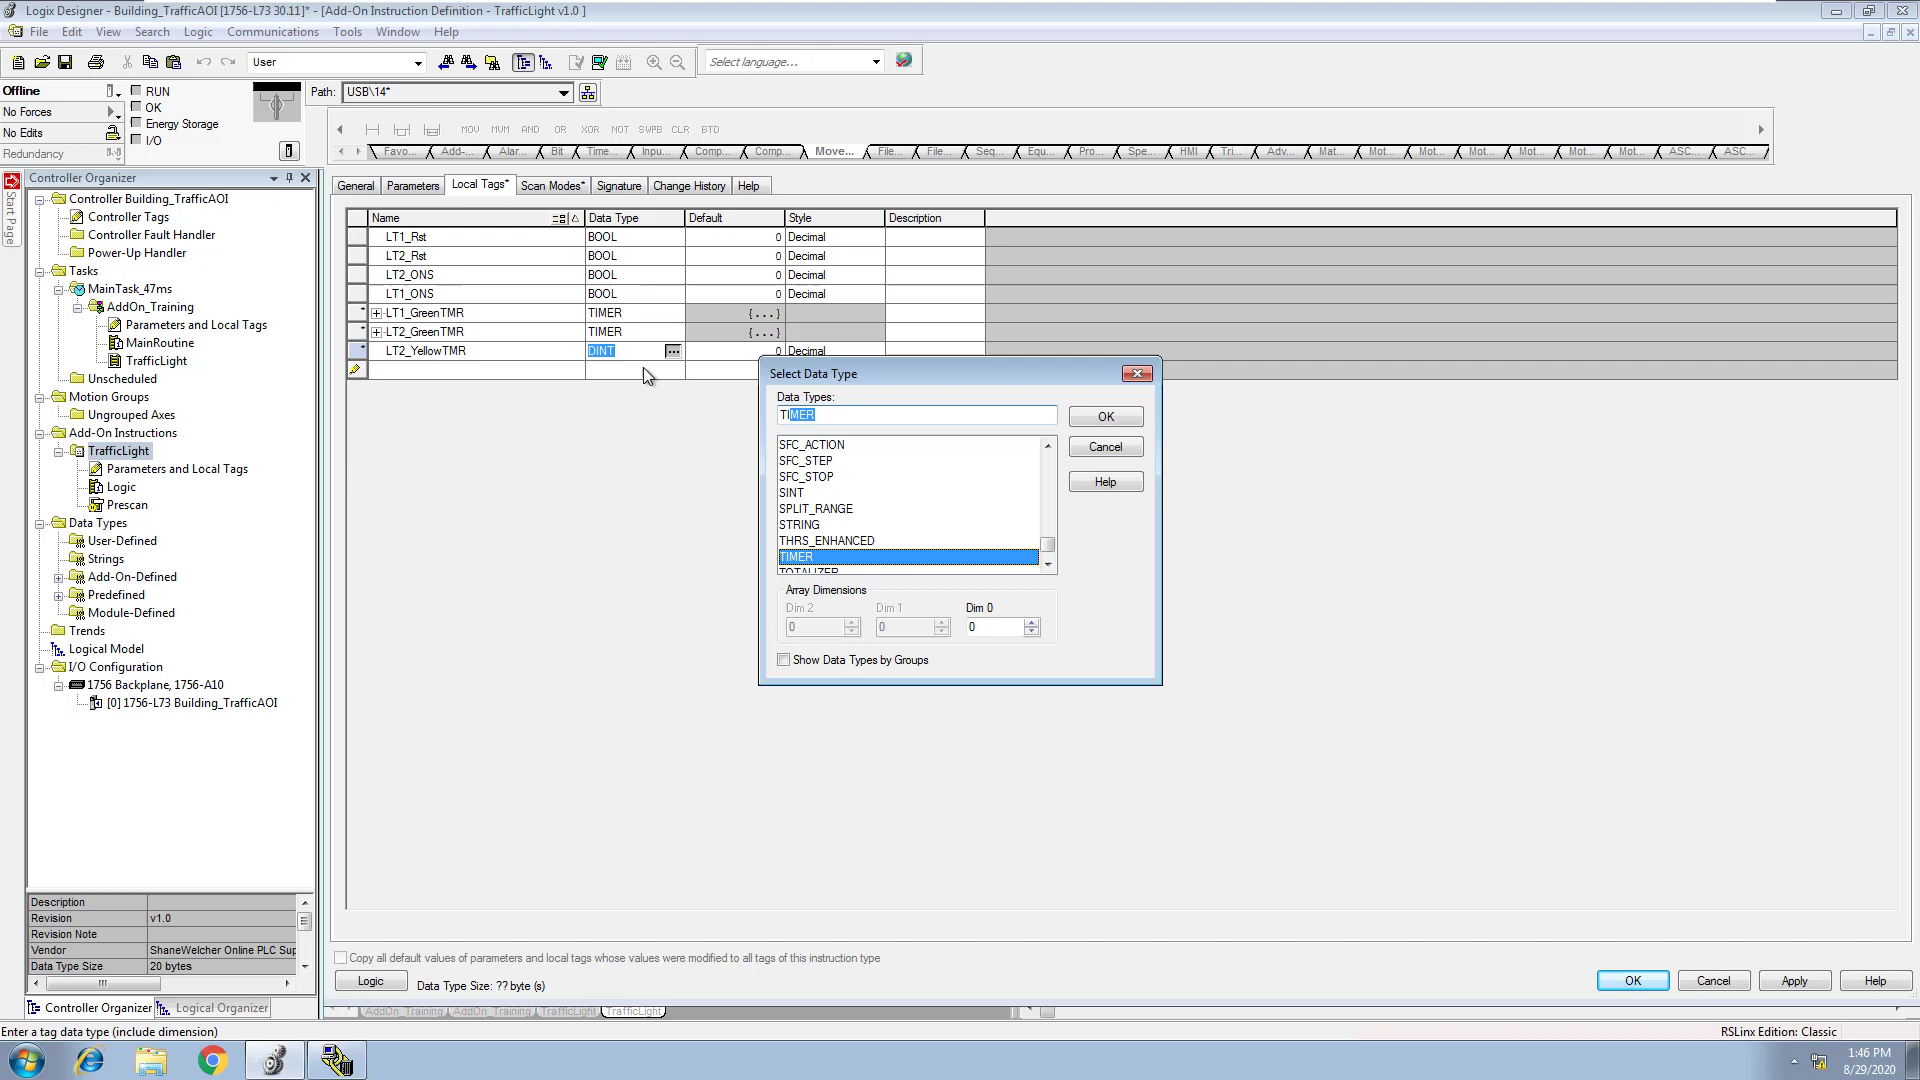 Logix Designer - Building_TrafficAOI [1756-L73 30.11]* - [Add-On Instruction Definition - TrafficLight v1.0 ]
File Edit View Search Logic Communications Tools Window Help
User
Select language...
Offline
RUN
No Forces
OK
No Edits
Energy Storage
Redundancy
I/O
Path: USB\14*
MOV MVM AND OR XOR NOT SWPB CLR BTD
Favo... Add-... Alar... Bit Time... Inpu... Comp... Comp... Move... File... File... Seq... Equ... Pro... Spe... HMI Tri... Adv... Mat... Mot... Mot... Mot... Mot... Mot... Mot... ASC... ASC...
Start Page
Controller Organizer
Controller Building_TrafficAOI
Controller Tags
Controller Fault Handler
Power-Up Handler
Tasks
MainTask_47ms
AddOn_Training
Parameters and Local Tags
MainRoutine
TrafficLight
Unscheduled
Motion Groups
Ungrouped Axes
Add-On Instructions
TrafficLight
Parameters and Local Tags
Logic
Prescan
Data Types
User-Defined
Strings
Add-On-Defined
Predefined
Module-Defined
Trends
Logical Model
I/O Configuration
1756 Backplane, 1756-A10
[0] 1756-L73 Building_TrafficAOI
Description
Revision v1.0
Revision Note
Vendor ShaneWelcher Online PLC Sup
Data Type Size 20 bytes
Controller Organizer Logical Organizer
General Parameters Local Tags* Scan Modes* Signature Change History Help
Name Data Type Default Style Description
LT1_Rst BOOL 0 Decimal
LT2_Rst BOOL 0 Decimal
LT2_ONS BOOL 0 Decimal
LT1_ONS BOOL 0 Decimal
LT1_GreenTMR TIMER {...}
LT2_GreenTMR TIMER {...}
LT2_YellowTMR DINT ... 0 Decimal
Select Data Type
Data Types:
TIMER
OK
Cancel
Help
SFC_ACTION
SFC_STEP
SFC_STOP
SINT
SPLIT_RANGE
STRING
THRS_ENHANCED
TIMER
TOTALIZER
Array Dimensions
Dim 2 Dim 1 Dim 0
0 0 0
Show Data Types by Groups
Copy all default values of parameters and local tags whose values were modified to all tags of this instruction type
Logic
Data Type Size: ?? byte (s)
OK Cancel Apply Help
AddOn_Training AddOn_Training TrafficLight TrafficLight
Enter a tag data type (include dimension)
RSLinx Edition: Classic
1:46 PM
8/29/2020